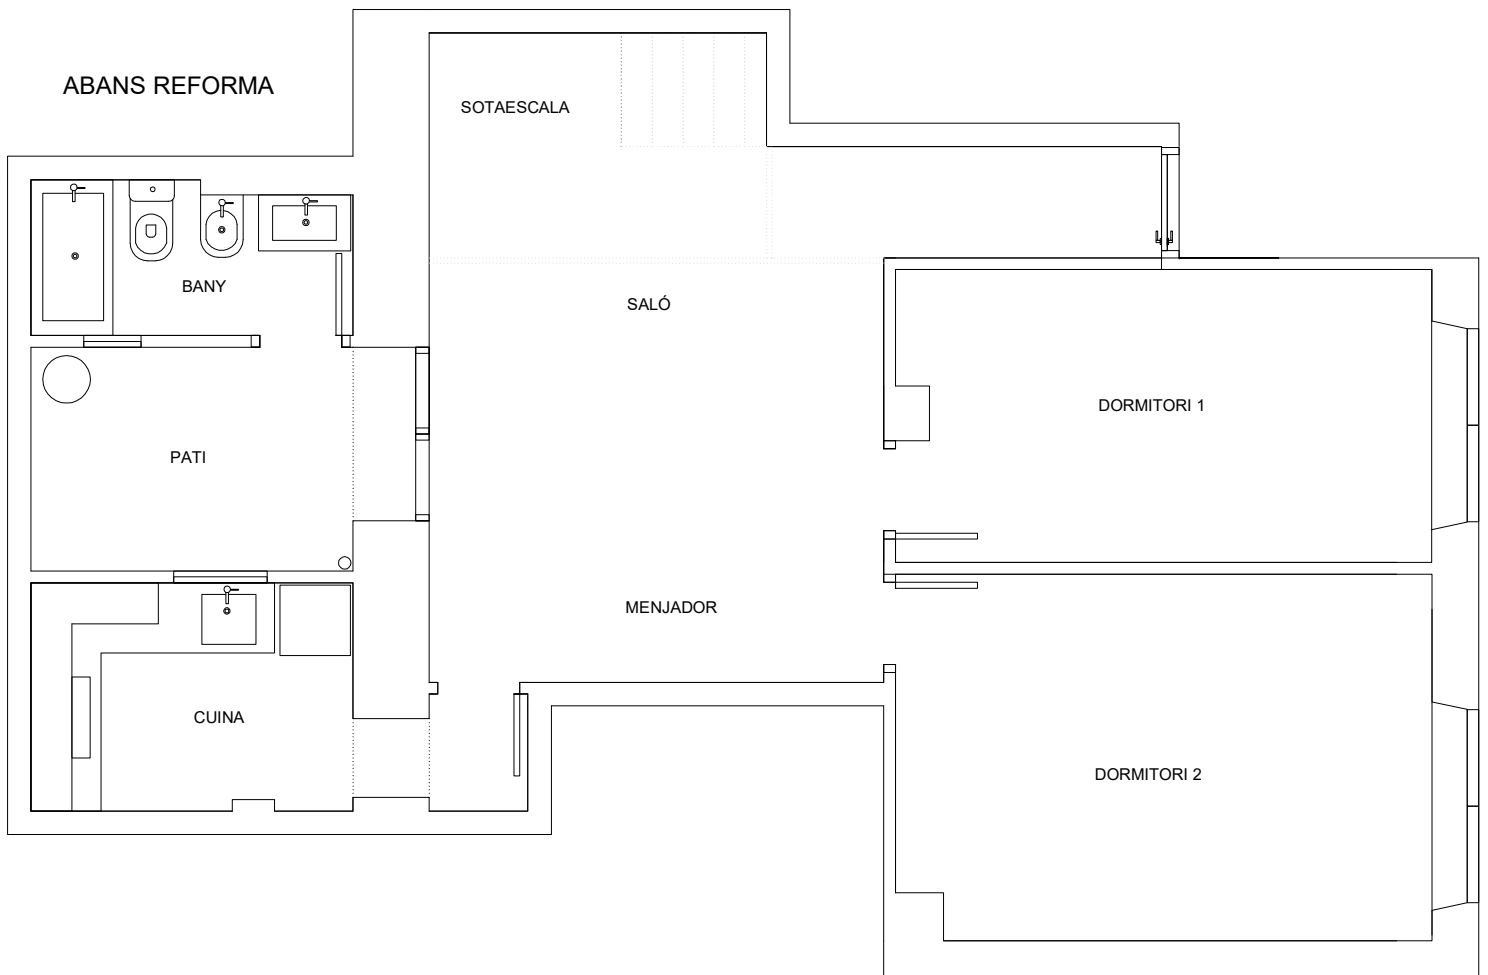 ABANS REFORMA
SOTAESCALA
BANY
SALÓ
DORMITORI 1
PATI
MENJADOR
CUINA
DORMITORI 2